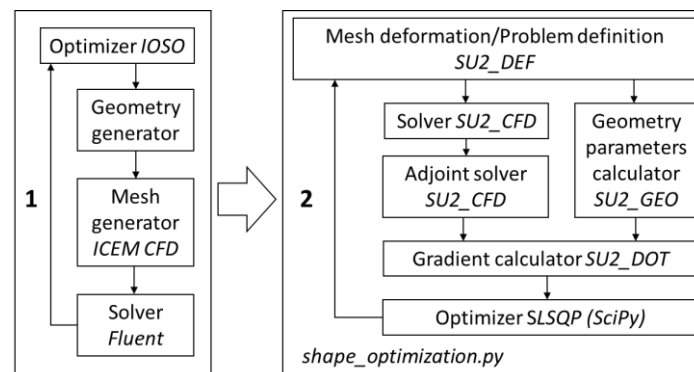 Optimizer IOSO
Geometry
generator
1
Mesh
generator
ICEM CFD
Solver
Fluent
Mesh deformation/Problem definition
SU2_DEF
Solver SU2_CFD
Adjoint solver
SU2_CFD
Geometry
parameters
calculator
SU2_GEO
2
Gradient calculator SU2_DOT
Optimizer SLSQP (SciPy)
shape_optimization.py